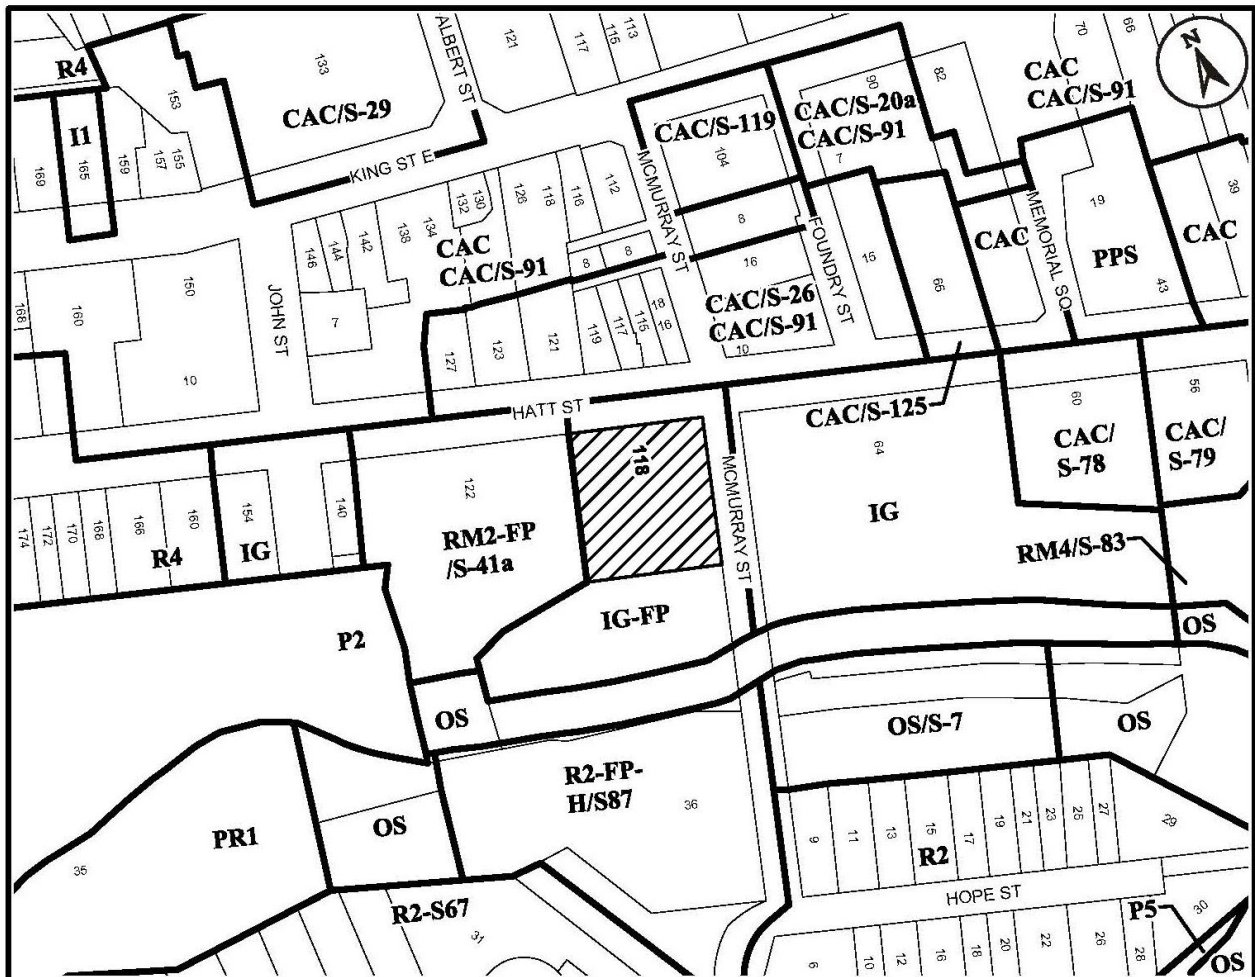 R4
153
I1
169
165
159
157
155
133
CAC/S-29
ALBERT ST
121
117
115
113
KING ST E
CAC/S-119
104
MCMURRAY ST
8
16
90
82
CAC/S-20a
CAC/S-91
7
70
66
CAC
CAC/S-91
N
19
PPS
43
39
CAC
MEMORIAL SQ
CAC
FOUNDRY ST
15
66
CAC/S-26
CAC/S-91
10
132
130
126
118
116
112
8
8
146
144
142
138
134
CAC
CAC/S-91
7
JOHN ST
150
160
168
10
127
123
121
119
117
115
18
16
HATT ST
CAC/S-125
60
CAC/
S-78
56
CAC/
S-79
64
IG
RM4/S-83
OS
118
MCMURRAY ST
122
RM2-FP
/S-41a
IG-FP
174
172
170
168
166
160
R4
154
IG
140
P2
OS
OS/S-7
OS
R2-FP-
H/S87
36
PR1
35
OS
R2-S67
31
9
11
13
15
17
19
21
23
25
27
29
R2
HOPE ST
P5
30
OS
6
10
12
16
18
20
22
26
28